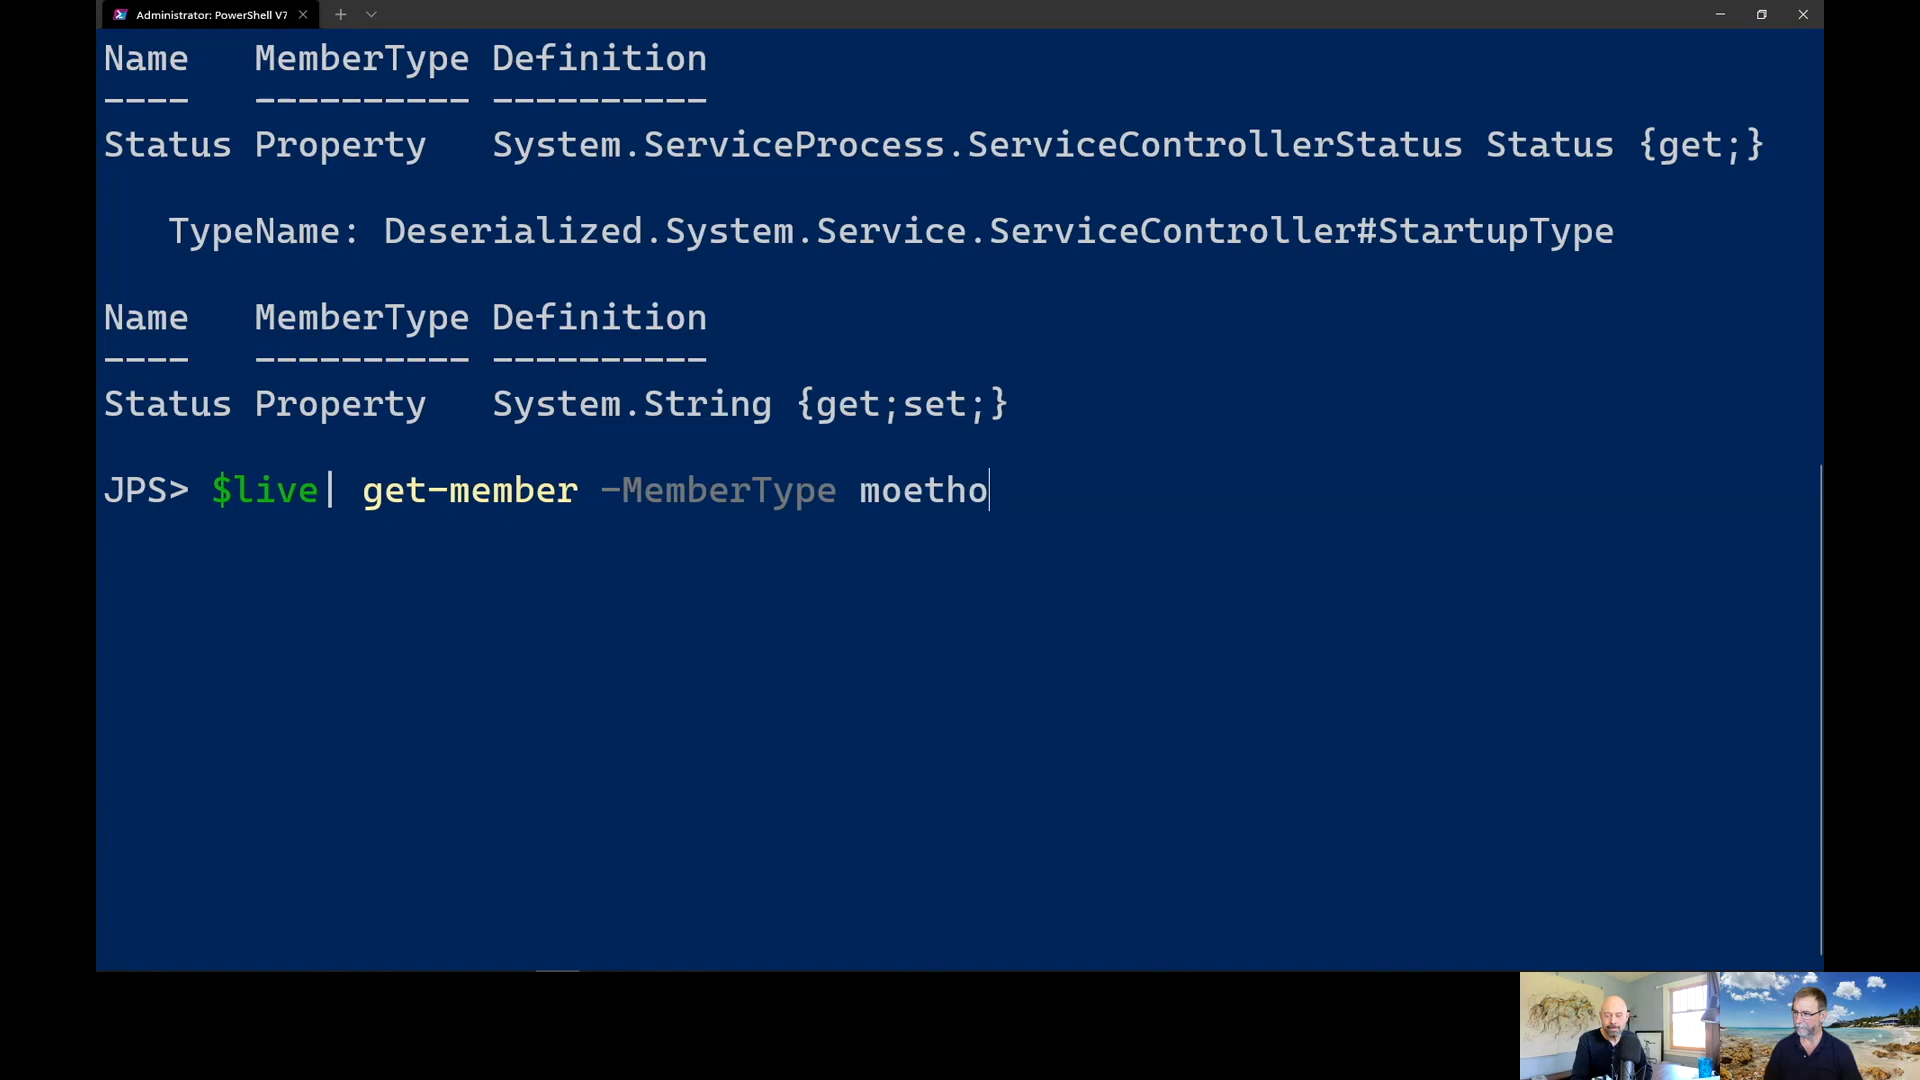 Administrator: PowerShell V7
Name   MemberType Definition
----   ---------- ----------
Status Property   System.ServiceProcess.ServiceControllerStatus Status {get;}
TypeName: Deserialized.System.Service.ServiceController#StartupType
Name   MemberType Definition
----   ---------- ----------
Status Property   System.String {get;set;}
JPS> $live| get-member -MemberType moetho